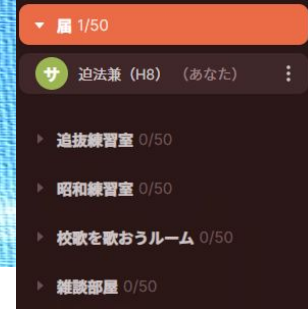 届 1/50
サ 迫法兼（H8）（あなた）
追抜練習室 0/50
昭和練習室 0/50
校歌を歌おうルーム 0/50
雑談部屋 0/50